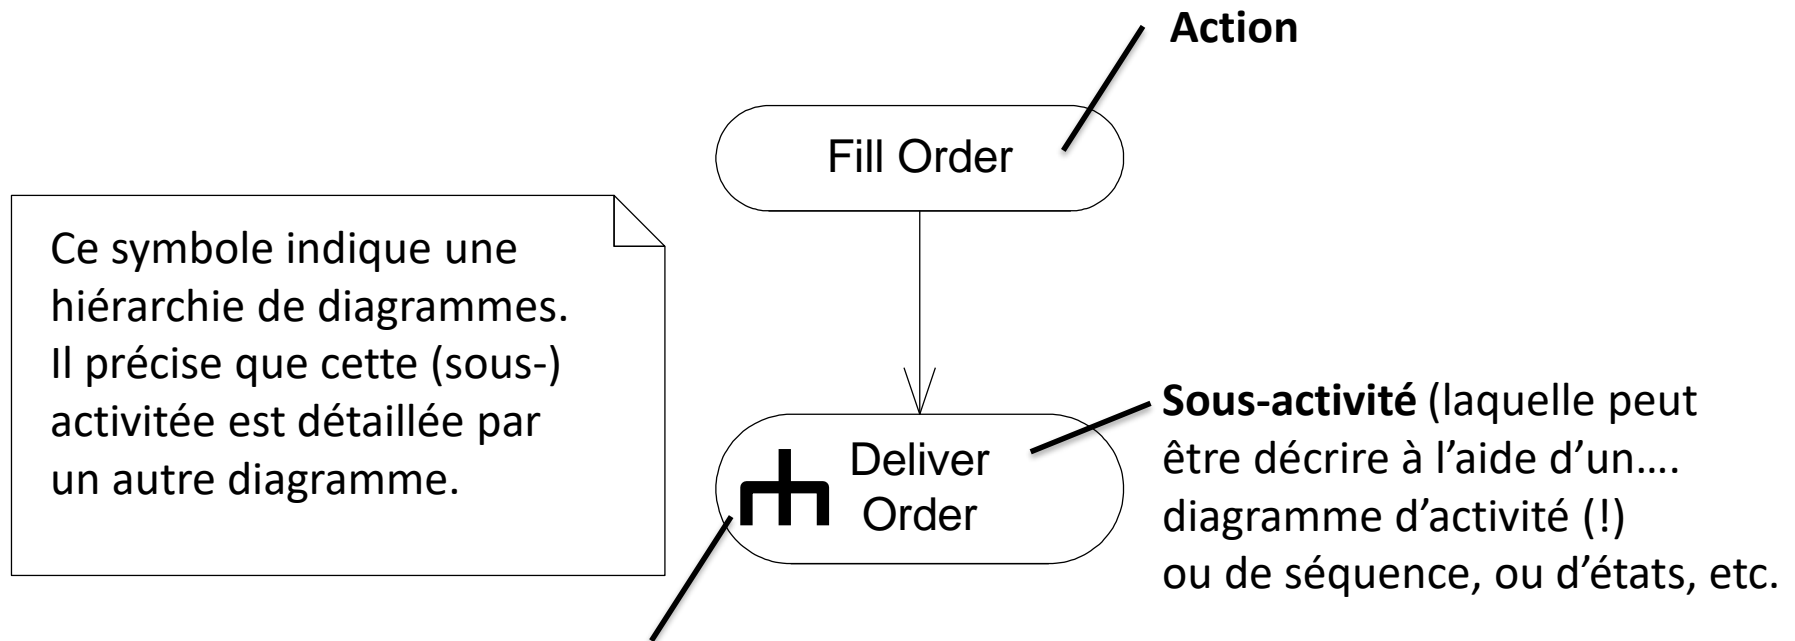 Action
Fill Order
Ce symbole indique une
hiérarchie de diagrammes.
Il précise que cette (sous-)
activitée est détaillée par
un autre diagramme.
Deliver
Order
Sous-activité (laquelle peut
être décrire à l’aide d’un....
diagramme d’activité (!)
ou de séquence, ou d’états, etc.